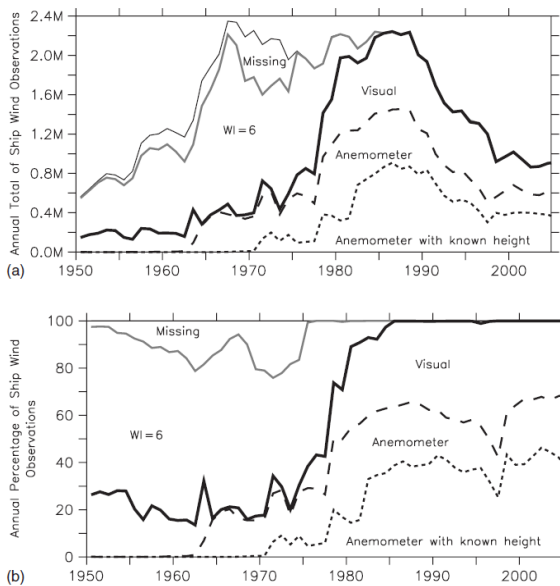 2.4M
2.0M
1.6M
1.2M
0.8M
0.4M
0.0M
Annual Total of Ship Wind Observations
Missing
WI=6
Visual
Anemometer
Anemometer with known height
1950 1960 1970 1980 1990 2000
(a)
100
80
60
40
20
0
Annual Percentage of Ship Wind
Observations
Missing
WI=6
Visual
Anemometer
Anemometer with known height
1950 1960 1970 1980 1990 2000
(b)